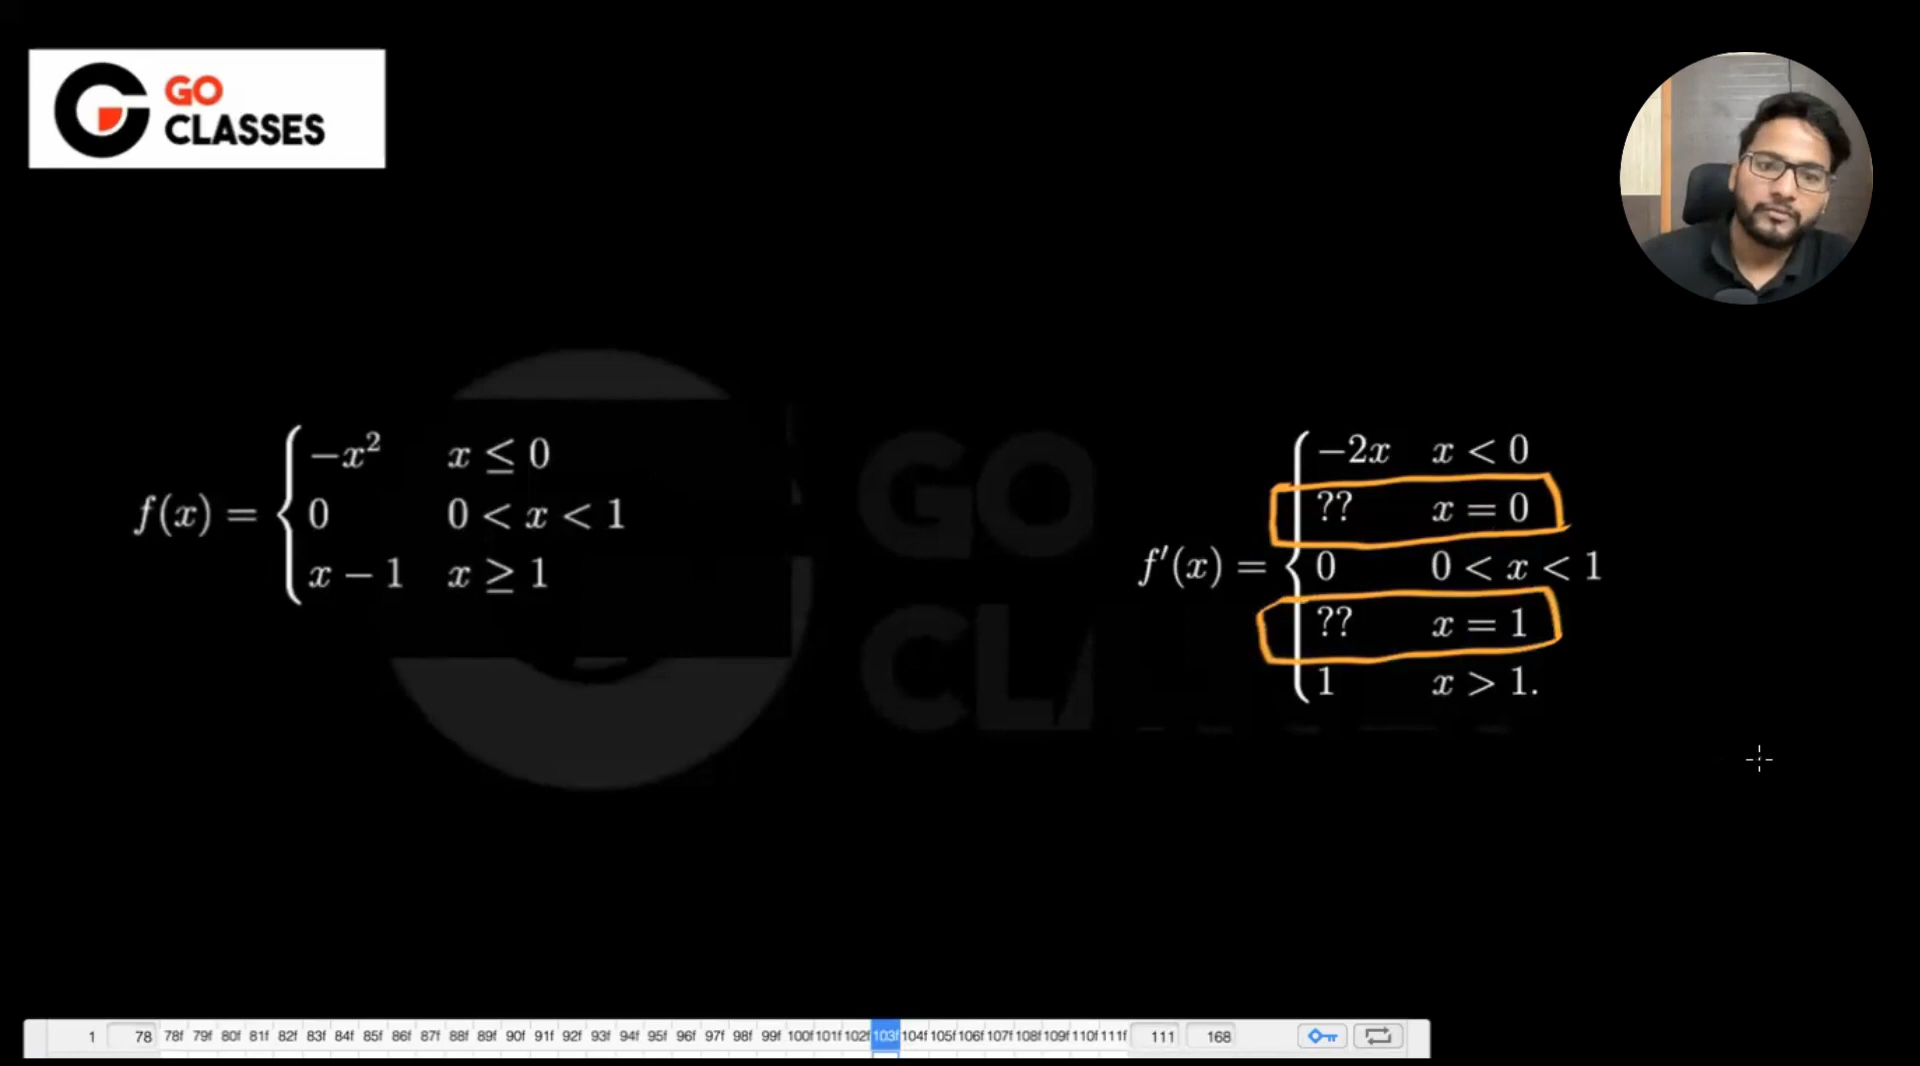 GO
CLASSES
GO
CL
f(x) = { -x² x ≤ 0
0 0 < x < 1
x - 1 x ≥ 1
f'(x) = { -2x x < 0
?? x = 0
0 0 < x < 1
?? x = 1
1 x > 1.
1 78 78f 79f 80f 81f 82f 83f 84f 85f 86f 87f 88f 89f 90f 91f 92f 93f 94f 95f 96f 97f 98f 99f 100f 101f 102f 103f 104f 105f 106f 107f 108f 109f 110f 111f 111 168